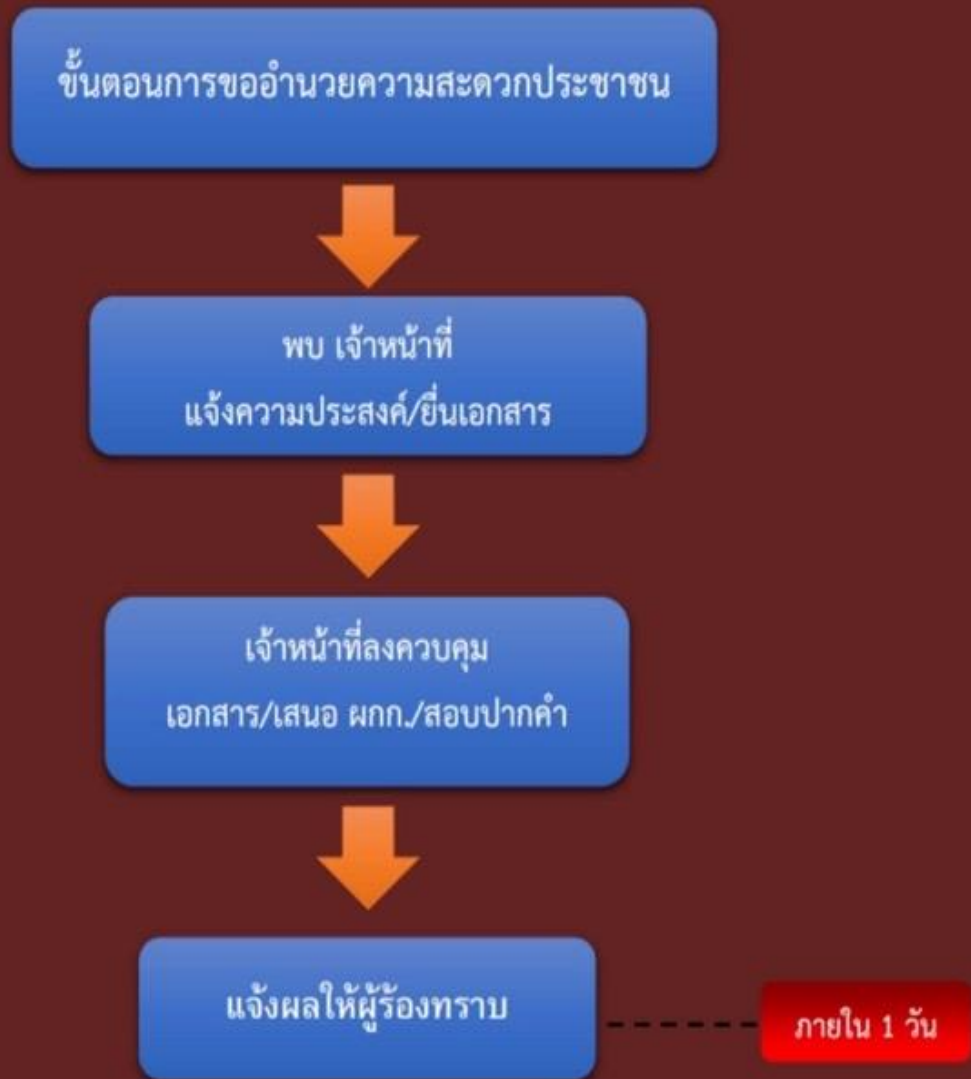 ขั้นตอนการขออำนวยความสะดวกประชาชน
พบ เจ้าหน้าที่
แจ้งความประสงค์/ยื่นเอกสาร
เจ้าหน้าที่ลงควบคุม
เอกสาร/เสนอ ผกก./สอบปากคำ
แจ้งผลให้ผู้ร้องทราบ
ภายใน 1 วัน